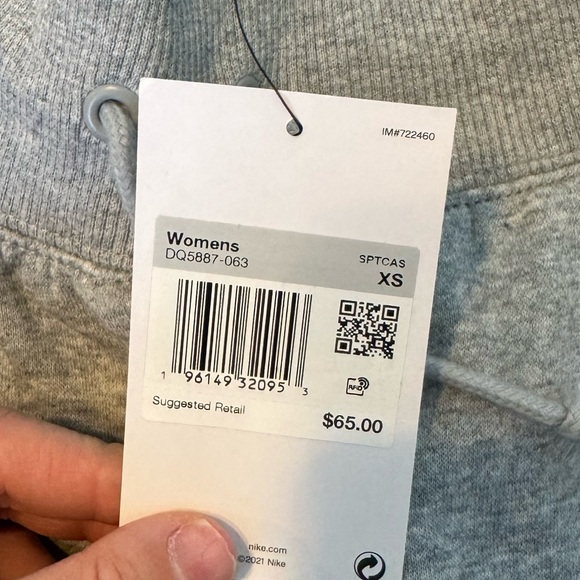 IM#722460
Womens
DQ5887-063
SPTCAS
XS
1 96149 32095 3
RFID
Suggested Retail
$65.00
nike.com
©2021 Nike